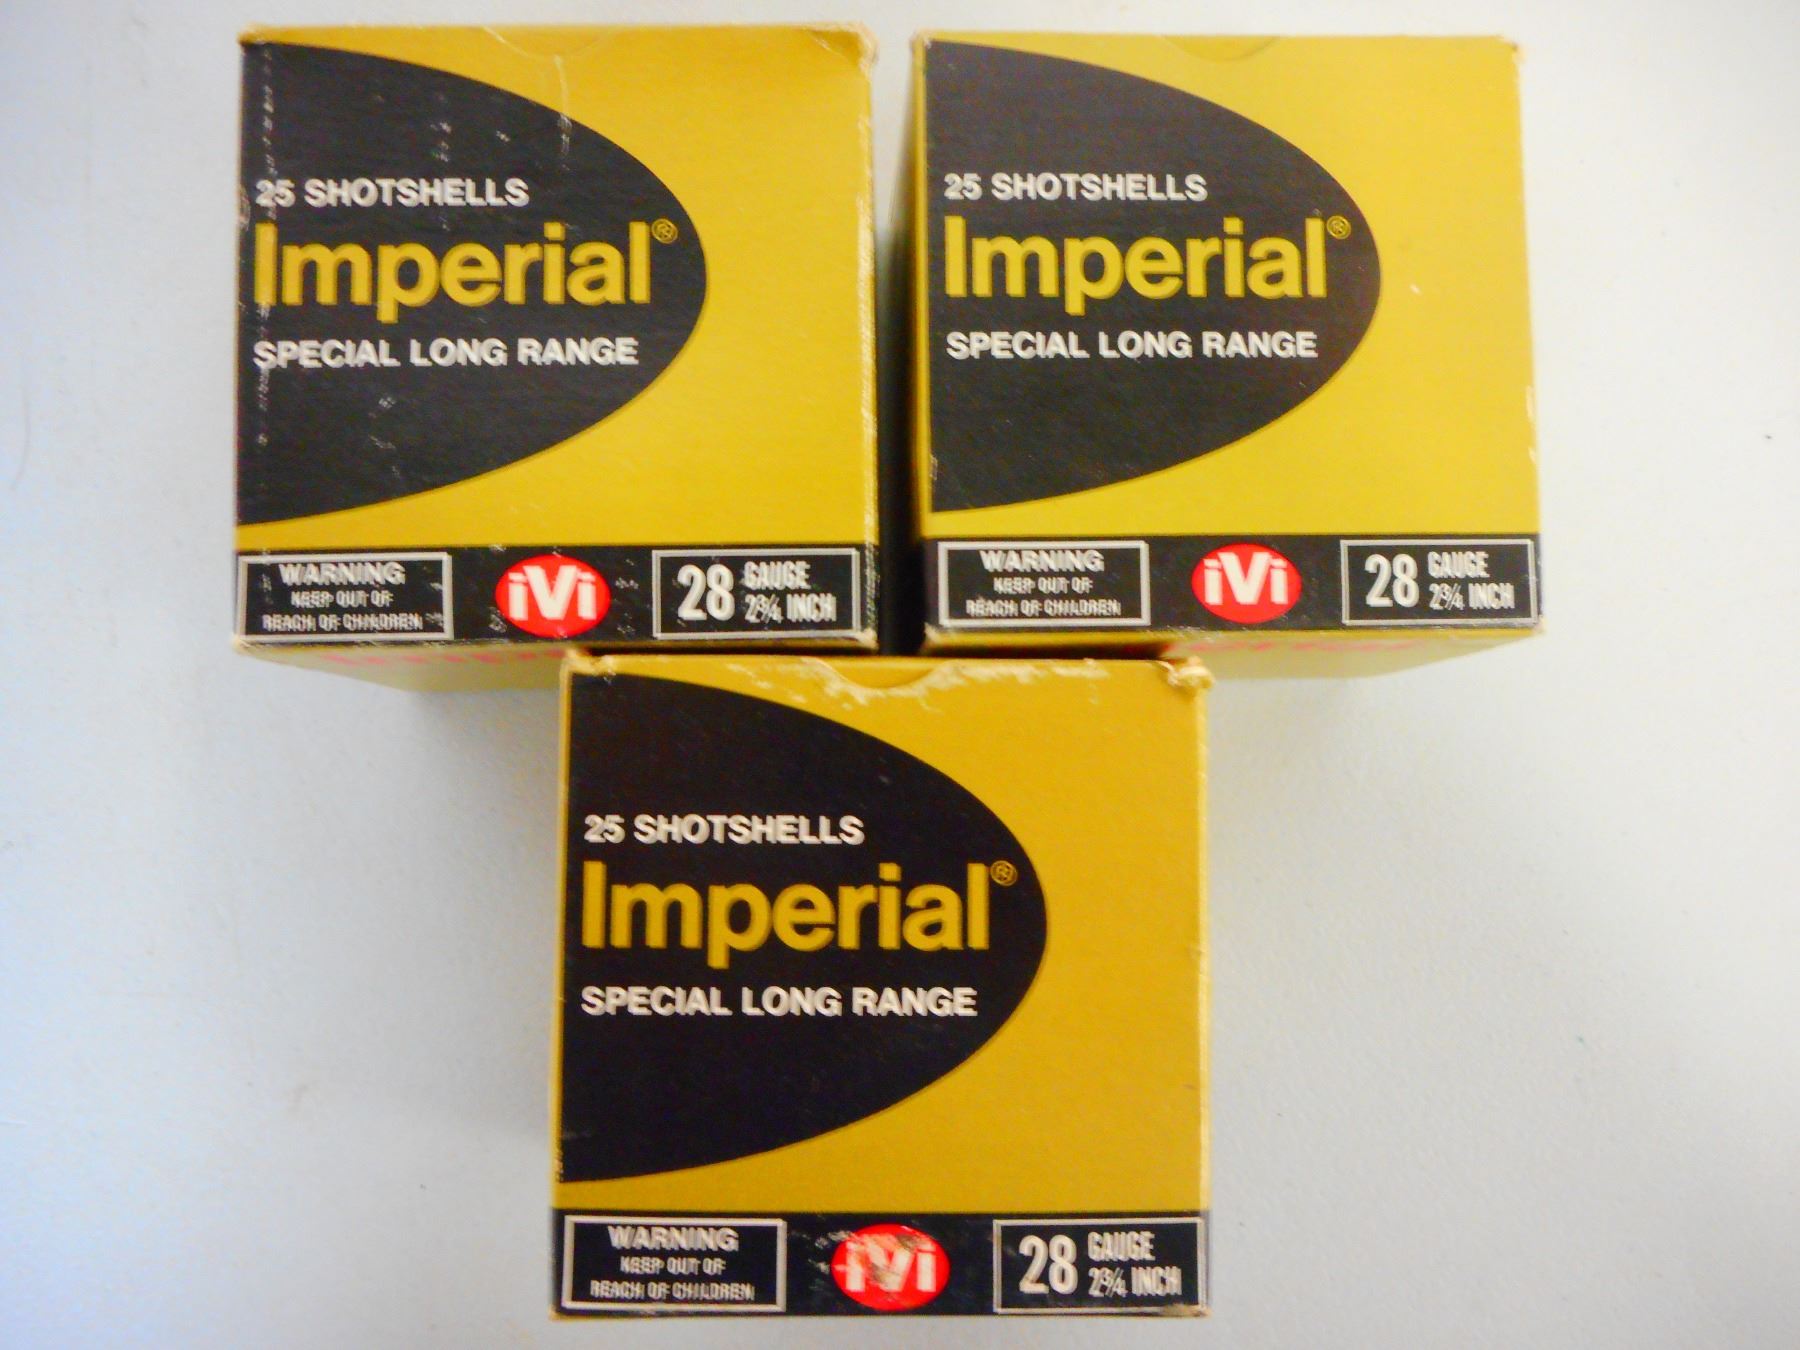 25 SHOTSHELLS
Imperial®
SPECIAL LONG RANGE
WARNING
KEEP OUT OF
REACH OF CHILDREN
iVi
28 GAUGE
2¾ INCH
25 SHOTSHELLS
Imperial®
SPECIAL LONG RANGE
WARNING
KEEP OUT OF
REACH OF CHILDREN
iVi
28 GAUGE
2¾ INCH
25 SHOTSHELLS
Imperial®
SPECIAL LONG RANGE
WARNING
KEEP OUT OF
REACH OF CHILDREN
iVi
28 GAUGE
2¾ INCH